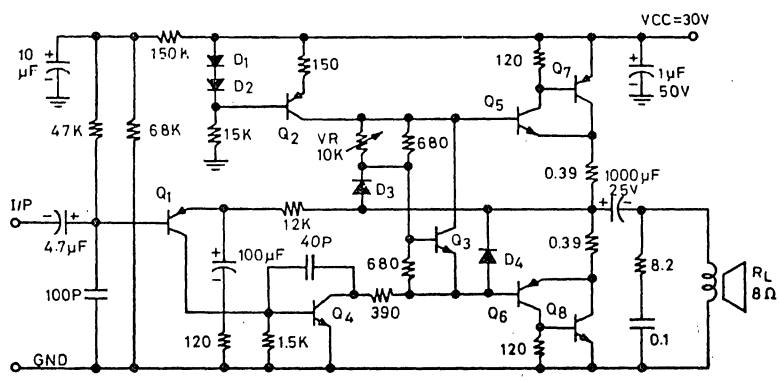 VCC=30V
10
µF
+
-
150K
D1
D2
150
120
Q7
+
-
1µF
50V
47K
68K
15K
Q2
VR
10K
680
Q5
0.39
1000µF
25V
I/P
Q1
D3
+
-
-
+
4.7µF
12K
+
-
100µF
40P
680
Q3
D4
0.39
8.2
RL
8Ω
100P
Q4
390
Q6
Q8
120
1.5K
120
0.1
GND